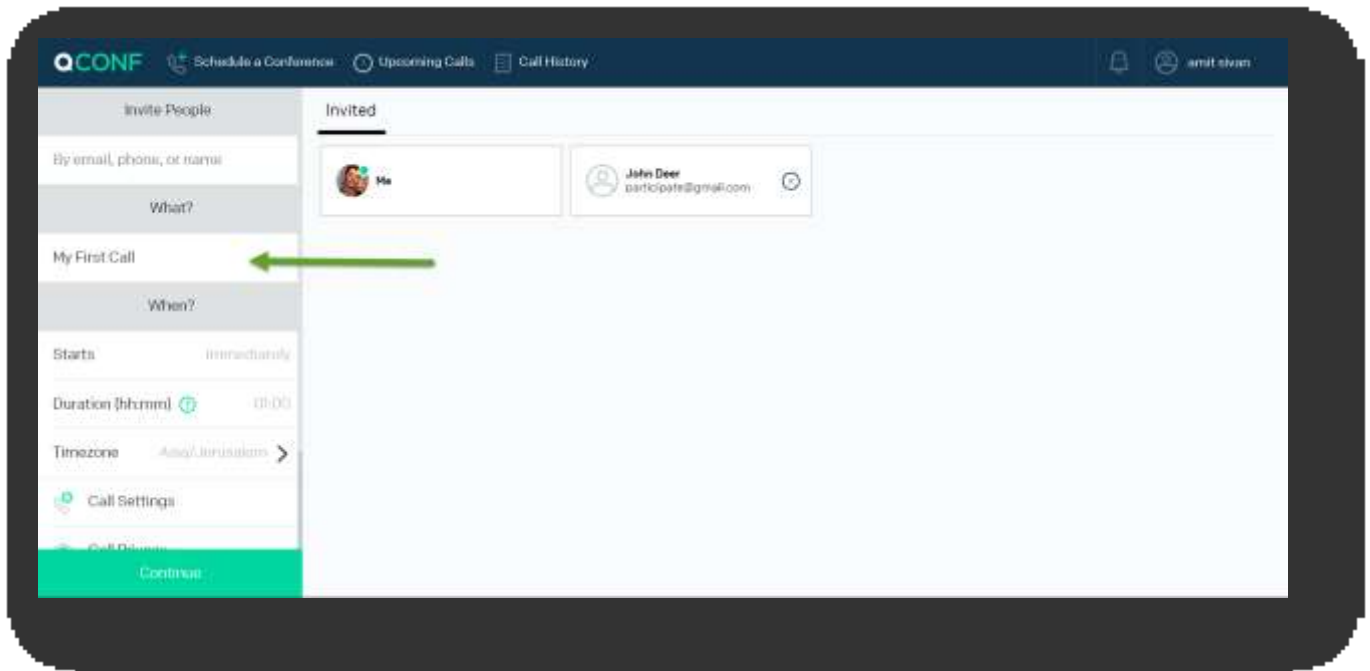 QCONF Schedule a Conference Upcoming Calls Call History amit sivan
Invite People
By email, phone, or name
What?
My First Call
When?
Starts Immediately
Duration (hh:mm) 01:00
Timezone Asia/Jerusalem
Call Settings
Call Privacy
Continue
Invited
Me
John Deer
participate@gmail.com